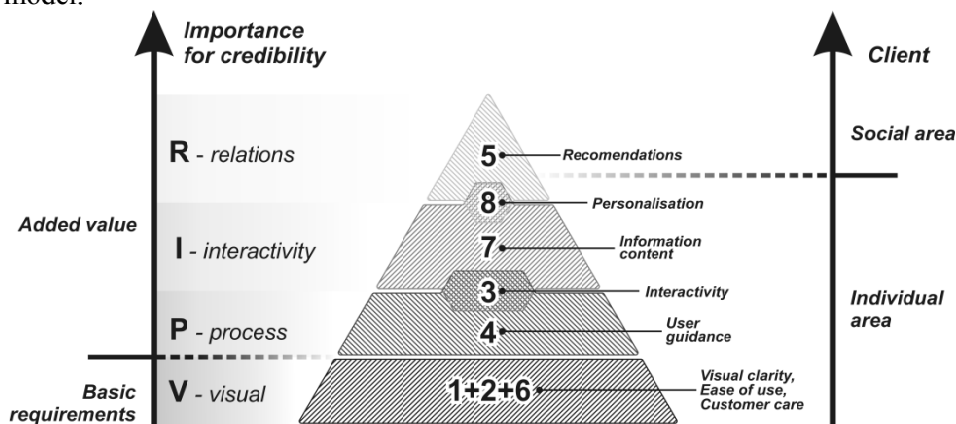 model.
Importance
for credibility
Client
R - relations
5
Recomendations
Social area
8
Personalisation
Added value
I - interactivity
7
Information
content
3
Interactivity
Individual
area
P - process
4
User
guidance
Basic
requirements
V - visual
1+2+6
Visual clarity,
Ease of use,
Customer care